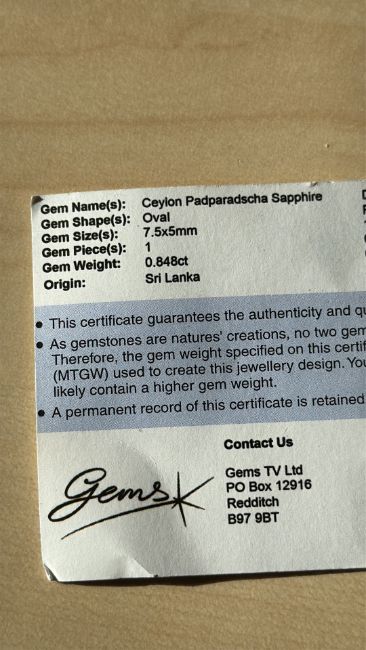 Gem Name(s): Ceylon Padparadscha Sapphire
Gem Shape(s): Oval
Gem Size(s): 7.5x5mm
Gem Piece(s): 1
Gem Weight: 0.848ct
Origin: Sri Lanka
• This certificate guarantees the authenticity and
• As gemstones are natures' creations, no two
Therefore, the gem weight specified on this
(MTGW) used to create this jewellery design.
likely contain a higher gem weight.
• A permanent record of this certificate is retained
Contact Us
Gems TV Ltd
PO Box 12916
Redditch
B97 9BT
Gems